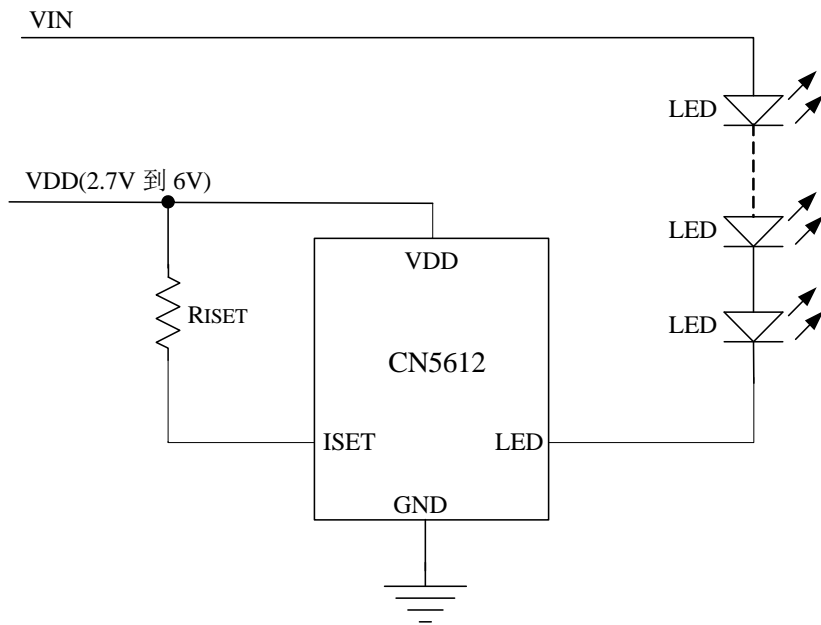 VIN
LED
VDD(2.7V 到 6V)
LED
VDD
RISET
LED
CN5612
ISET
LED
GND